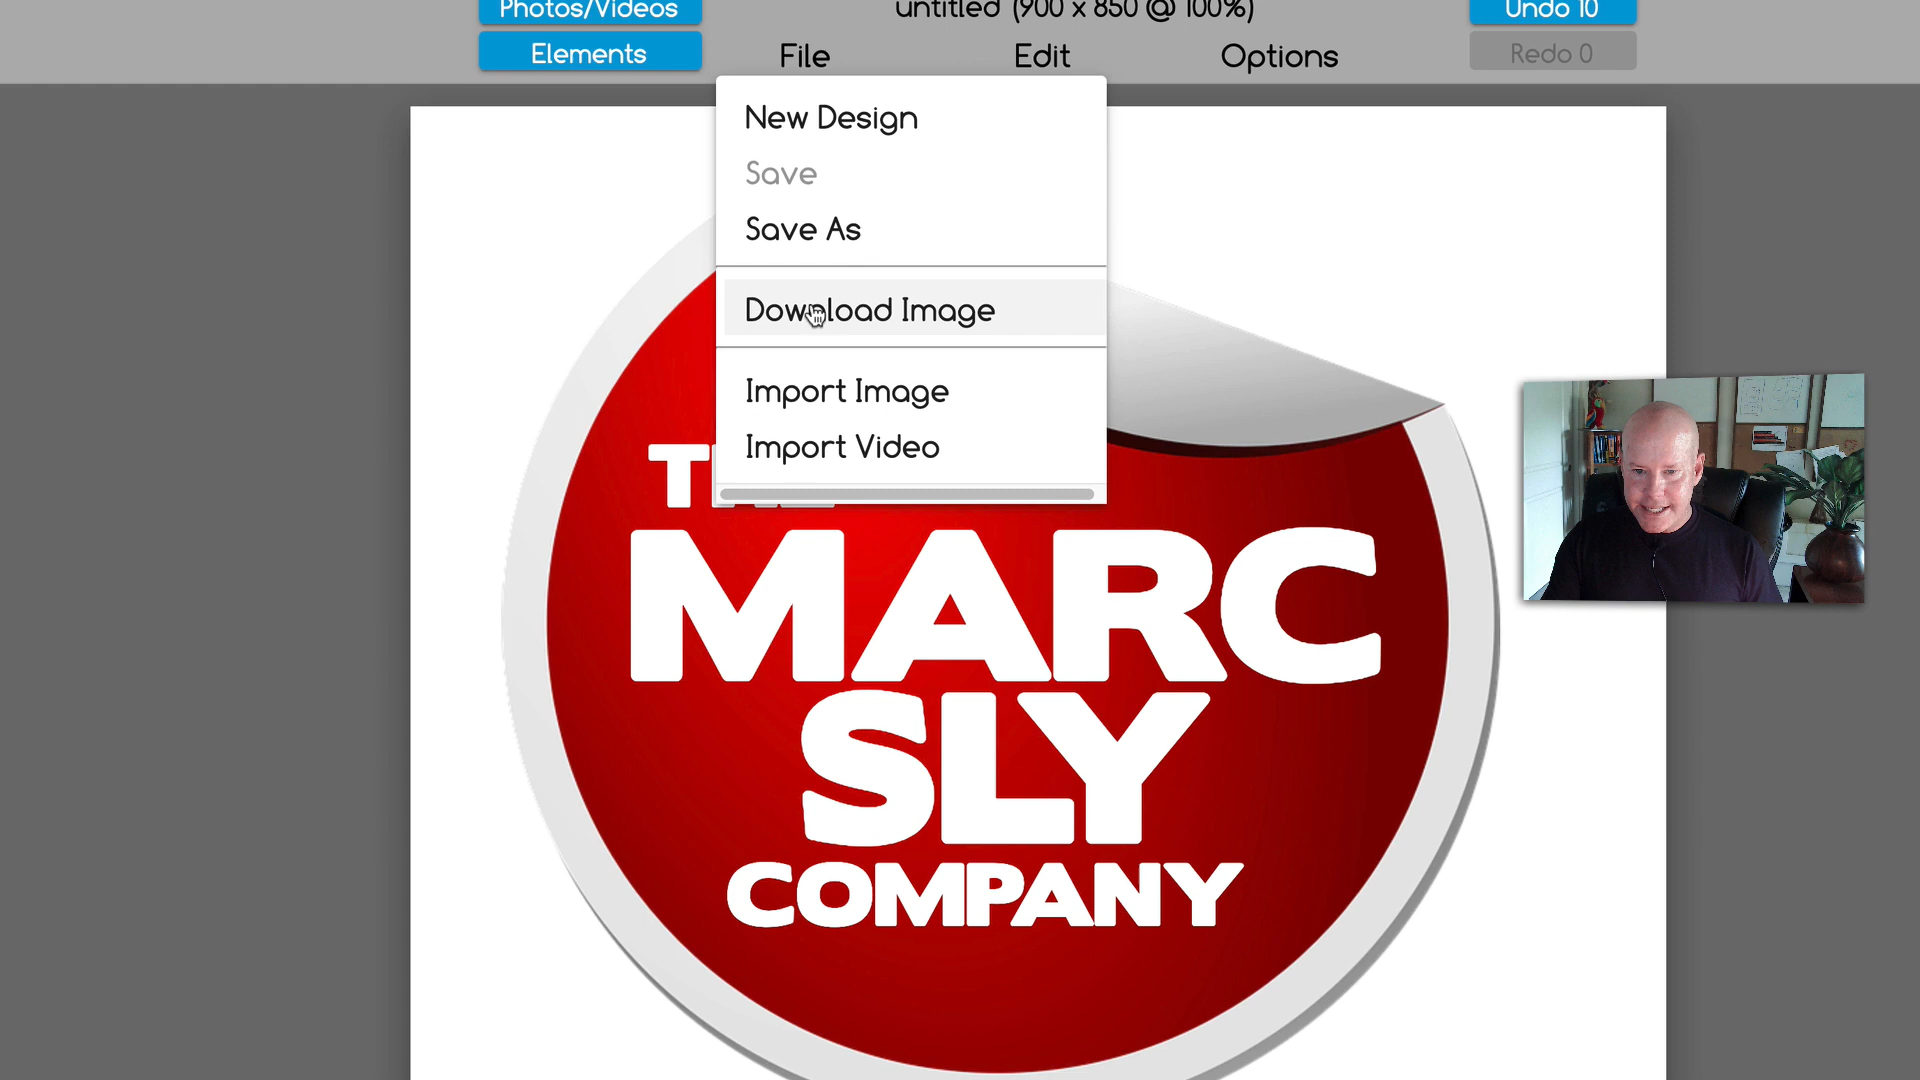 Photos/Videos
untitled (900 x 850 @ 100%)
Undo 10
Elements
File
Edit
Options
Redo 0
New Design
Save
Save As
Download Image
Import Image
Import Video
THE
MARC
SLY
COMPANY